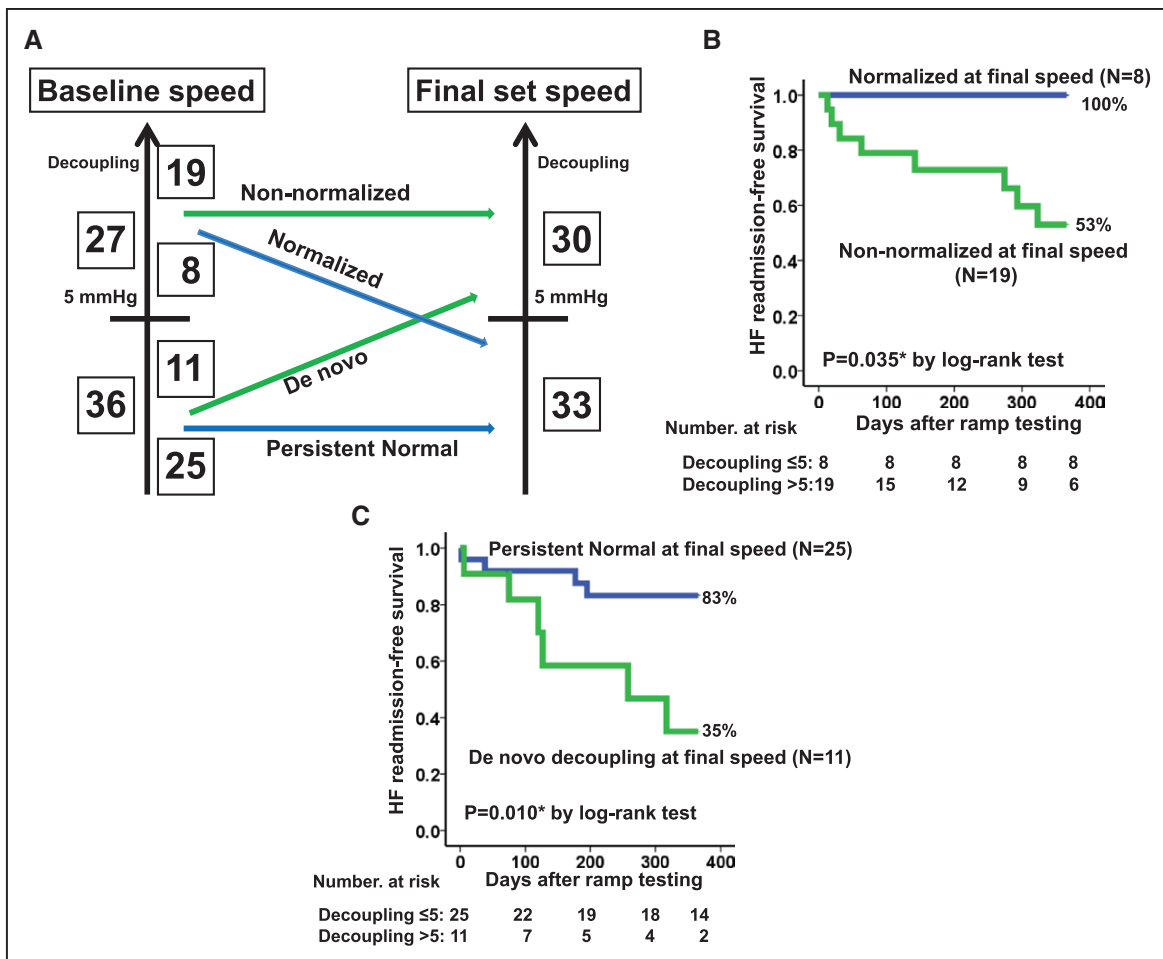 A
Baseline speed
Final set speed
Decoupling
19
27
8
5 mmHg
11
36
25
Non-normalized
Normalized
De novo
Persistent Normal
Decoupling
30
5 mmHg
33
B
Normalized at final speed (N=8)
100%
53%
Non-normalized at final speed
(N=19)
P=0.035* by log-rank test
HF readmission-free survival
1.0
0.8
0.6
0.4
0.2
0.0
0 100 200 300 400
Days after ramp testing
Number. at risk
Decoupling ≤5: 8 8 8 8 8
Decoupling >5:19 15 12 9 6
C
Persistent Normal at final speed (N=25)
83%
35%
De novo decoupling at final speed (N=11)
P=0.010* by log-rank test
HF readmission-free survival
1.0
0.8
0.6
0.4
0.2
0.0
0 100 200 300 400
Days after ramp testing
Number. at risk
Decoupling ≤5: 25 22 19 18 14
Decoupling >5: 11 7 5 4 2